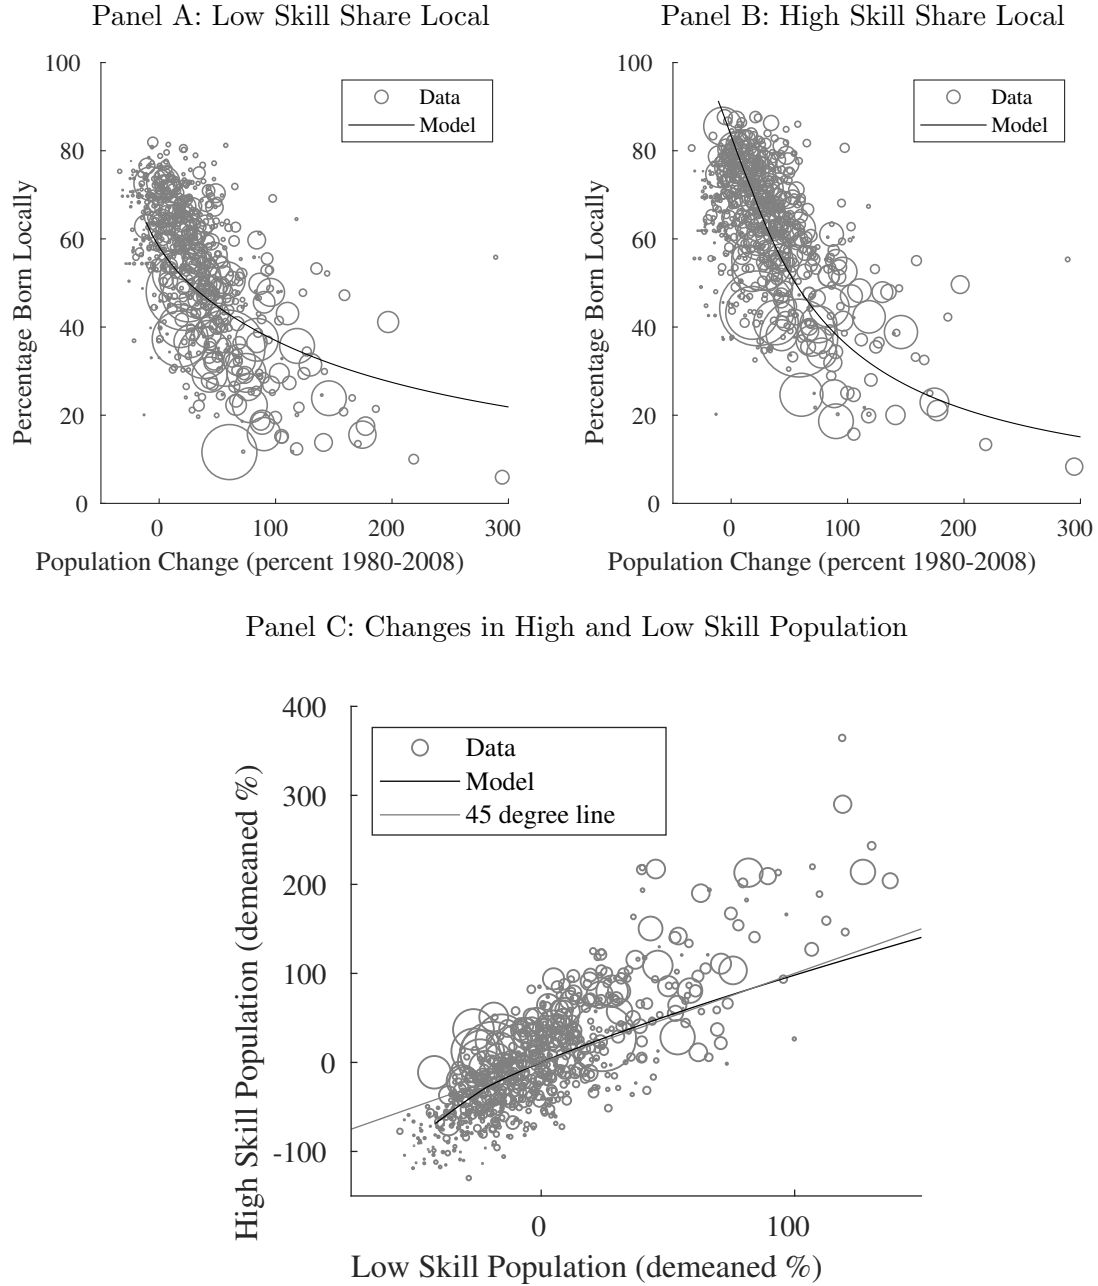 Panel A: Low Skill Share Local
100
80
60
40
20
0
Percentage Born Locally
Data
Model
0 100 200 300
Population Change (percent 1980-2008)
Panel B: High Skill Share Local
100
80
60
40
20
0
Percentage Born Locally
Data
Model
0 100 200 300
Population Change (percent 1980-2008)
Panel C: Changes in High and Low Skill Population
400
300
200
100
0
-100
High Skill Population (demeaned %)
Data
Model
45 degree line
0 100
Low Skill Population (demeaned %)